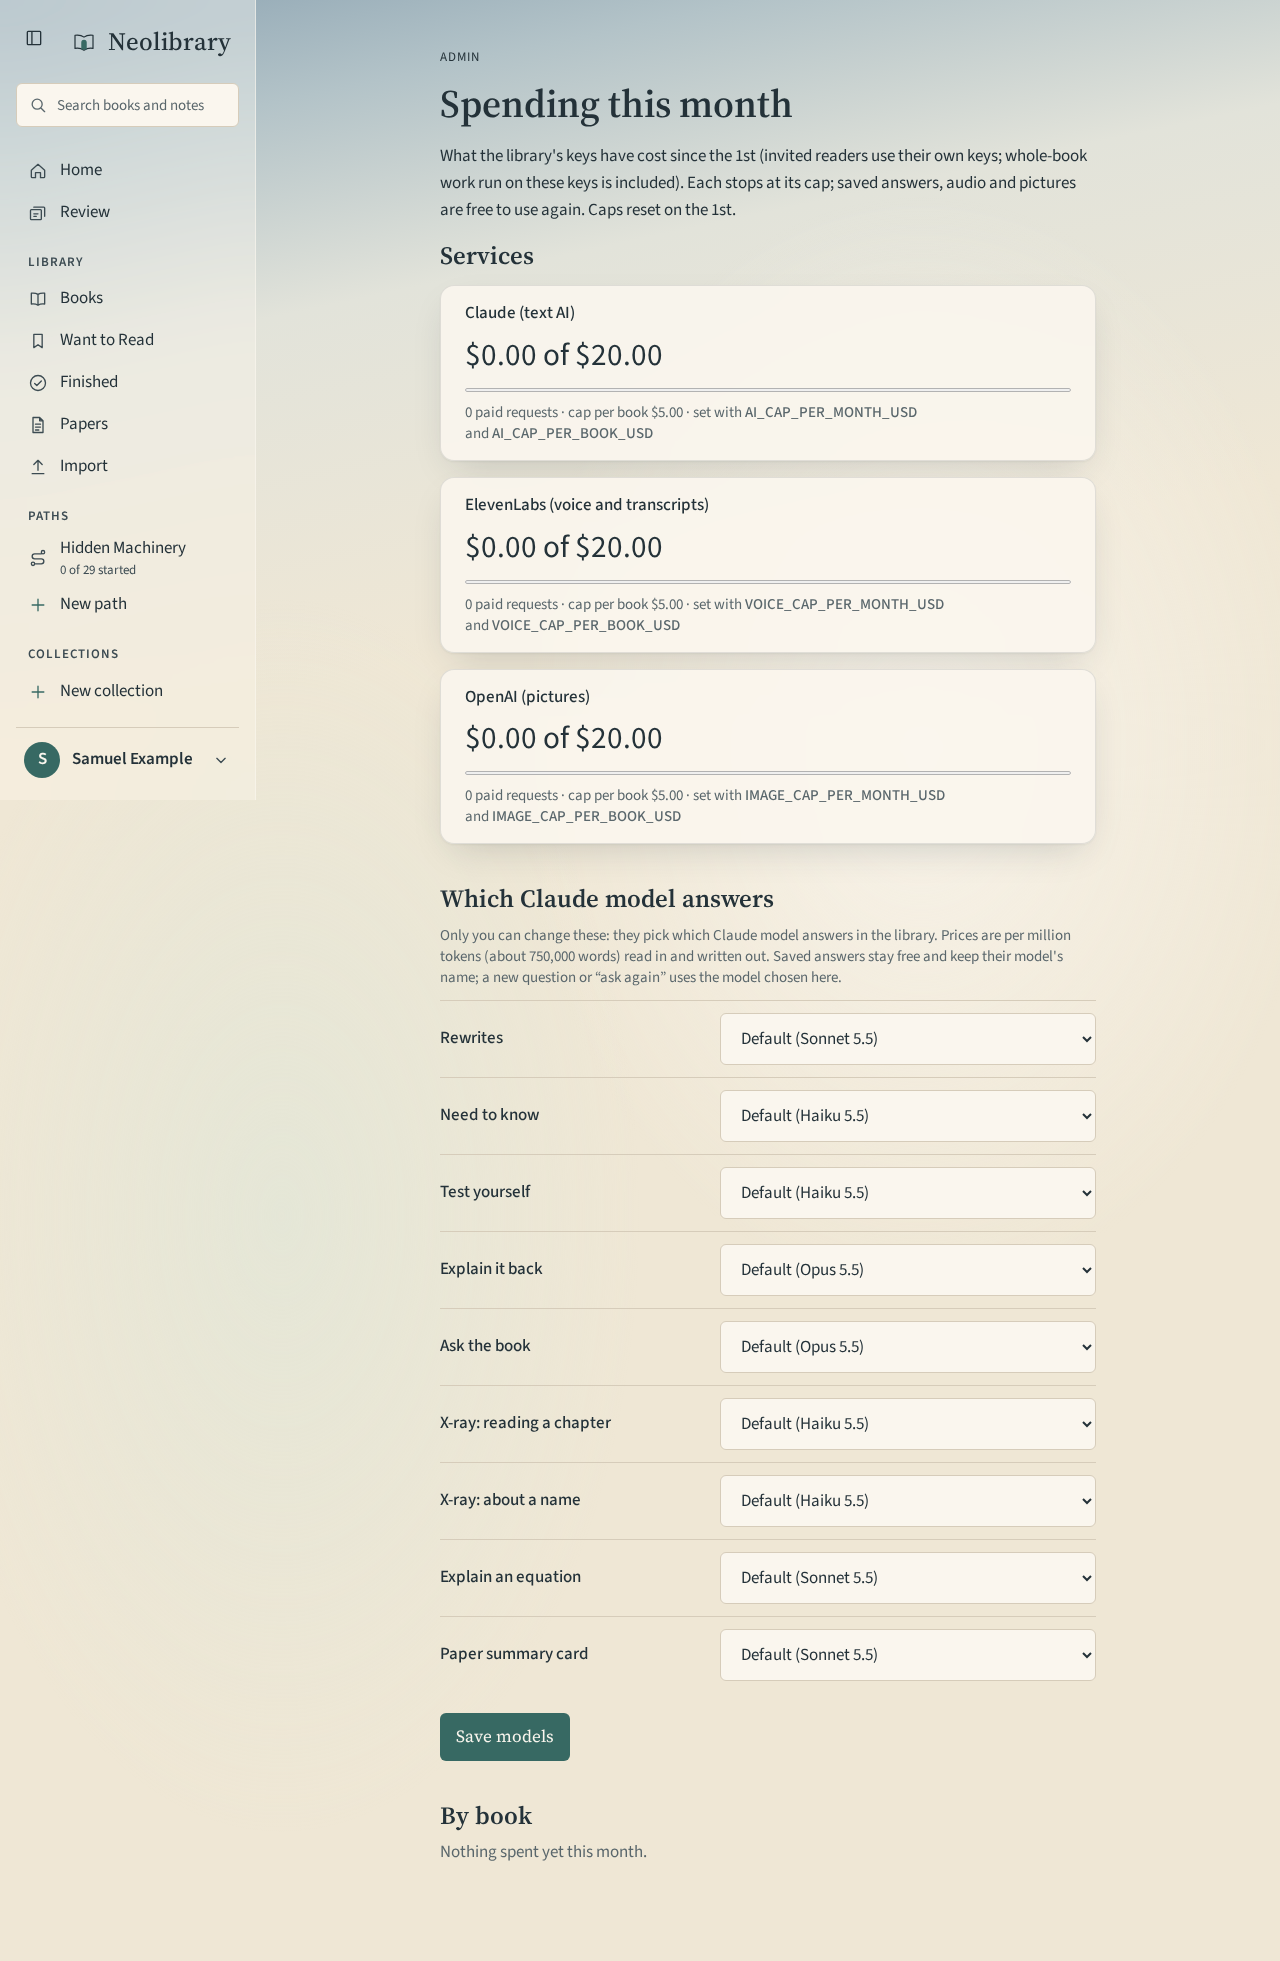 Neolibrary
Search books and notes
Home
Review
LIBRARY
Books
Want to Read
Finished
Papers
Import
PATHS
Hidden Machinery
0 of 29 started
New path
COLLECTIONS
New collection
S
Samuel Example
ADMIN
Spending this month
What the library's keys have cost since the 1st (invited readers use their own keys; whole-book
work run on these keys is included). Each stops at its cap; saved answers, audio and pictures
are free to use again. Caps reset on the 1st.
Services
Claude (text AI)
$0.00 of $20.00
0 paid requests · cap per book $5.00 · set with AI_CAP_PER_MONTH_USD
and AI_CAP_PER_BOOK_USD
ElevenLabs (voice and transcripts)
$0.00 of $20.00
0 paid requests · cap per book $5.00 · set with VOICE_CAP_PER_MONTH_USD
and VOICE_CAP_PER_BOOK_USD
OpenAI (pictures)
$0.00 of $20.00
0 paid requests · cap per book $5.00 · set with IMAGE_CAP_PER_MONTH_USD
and IMAGE_CAP_PER_BOOK_USD
Which Claude model answers
Only you can change these: they pick which Claude model answers in the library. Prices are per million
tokens (about 750,000 words) read in and written out. Saved answers stay free and keep their model's
name; a new question or “ask again” uses the model chosen here.
Rewrites
Default (Sonnet 5.5)
Need to know
Default (Haiku 5.5)
Test yourself
Default (Haiku 5.5)
Explain it back
Default (Opus 5.5)
Ask the book
Default (Opus 5.5)
X-ray: reading a chapter
Default (Haiku 5.5)
X-ray: about a name
Default (Haiku 5.5)
Explain an equation
Default (Sonnet 5.5)
Paper summary card
Default (Sonnet 5.5)
Save models
By book
Nothing spent yet this month.